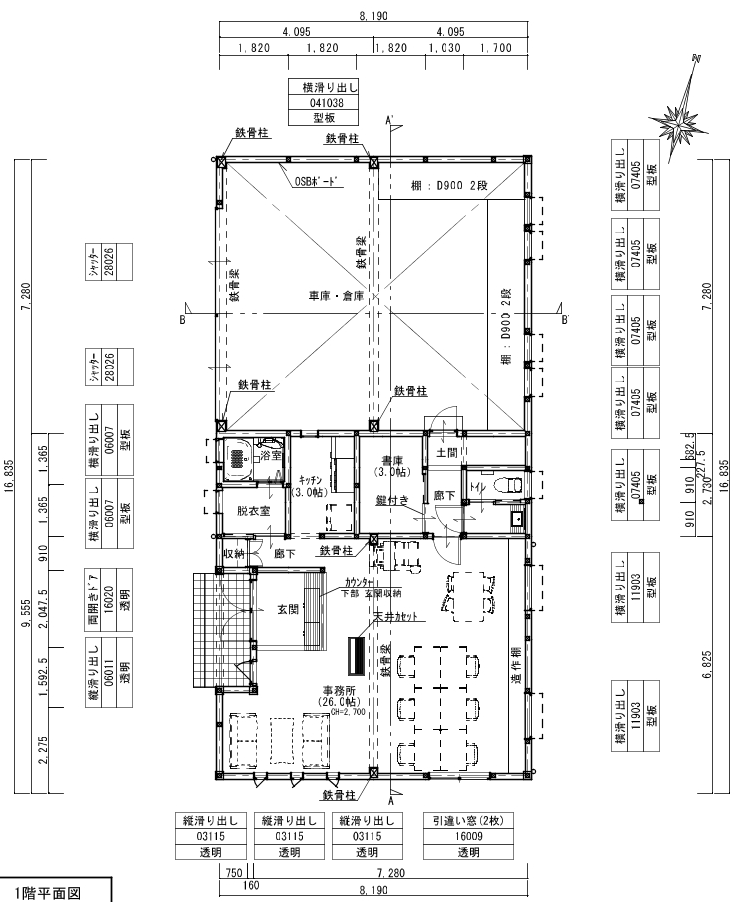 8,190
4,095 4,095
1,820 1,820 1,820 1,030 1,700
横滑り出し
041038
型板
N
A'
鉄骨柱 鉄骨柱
OSBﾎﾞｰﾄﾞ
棚：D900 2段
横滑り出し
07405
型板
横滑り出し
07405
型板
横滑り出し
07405
型板
横滑り出し
07405
型板
横滑り出し
07405
型板
横滑り出し
11903
型板
横滑り出し
11903
型板
ｼｬｯﾀｰ
28026
ｼｬｯﾀｰ
28026
横滑り出し
06007
型板
横滑り出し
06007
型板
両開きﾄﾞｱ
16020
透明
縦滑り出し
06011
透明
7,280
16,835
9,555
1,365
1,365
910
2,047.5
1,592.5
2,275
7,280
16,835
682.5
227.5
910
910
2,730
6,825
鉄骨梁
鉄骨梁
車庫・倉庫
棚：D900 2段
B B'
鉄骨柱 鉄骨柱
浴室
ｷｯﾁﾝ
(3.0帖)
書庫
(3.0帖)
土間
ﾄｲﾚ
廊下
鍵付き
脱衣室
収納 廊下
鉄骨柱
玄関
ｶｳﾝﾀｰ
下部 玄関収納
天井ｶｾｯﾄ
鉄骨梁
造作棚
事務所
(26.0帖)
CH=2,700
鉄骨柱
A
縦滑り出し
03115
透明
縦滑り出し
03115
透明
縦滑り出し
03115
透明
引違い窓(2枚)
16009
透明
750 7,280
160
8,190
1階平面図